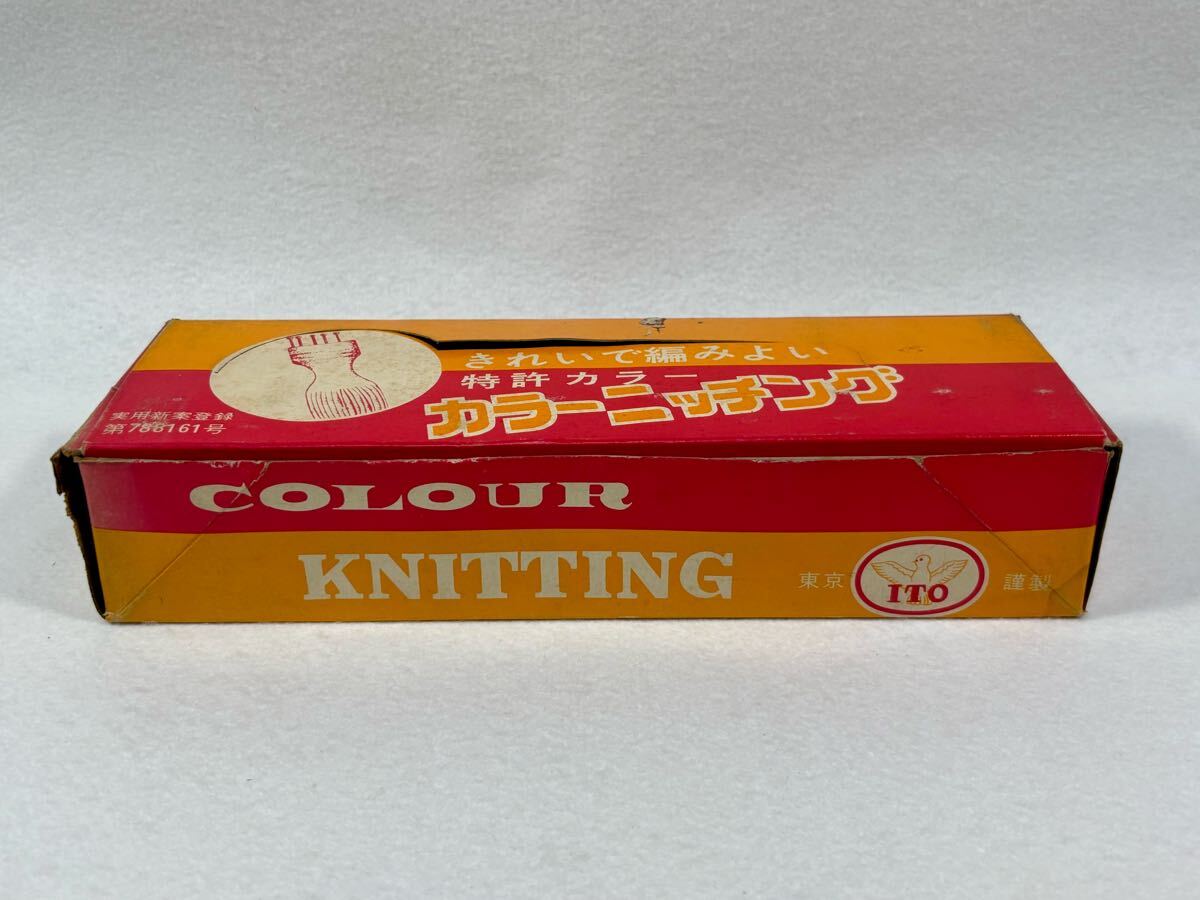 きれいで編みよい
特許カラー
カラーニッチング
実用新案登録
第786161号
COLOUR
KNITTING
東京 ITO 謹製